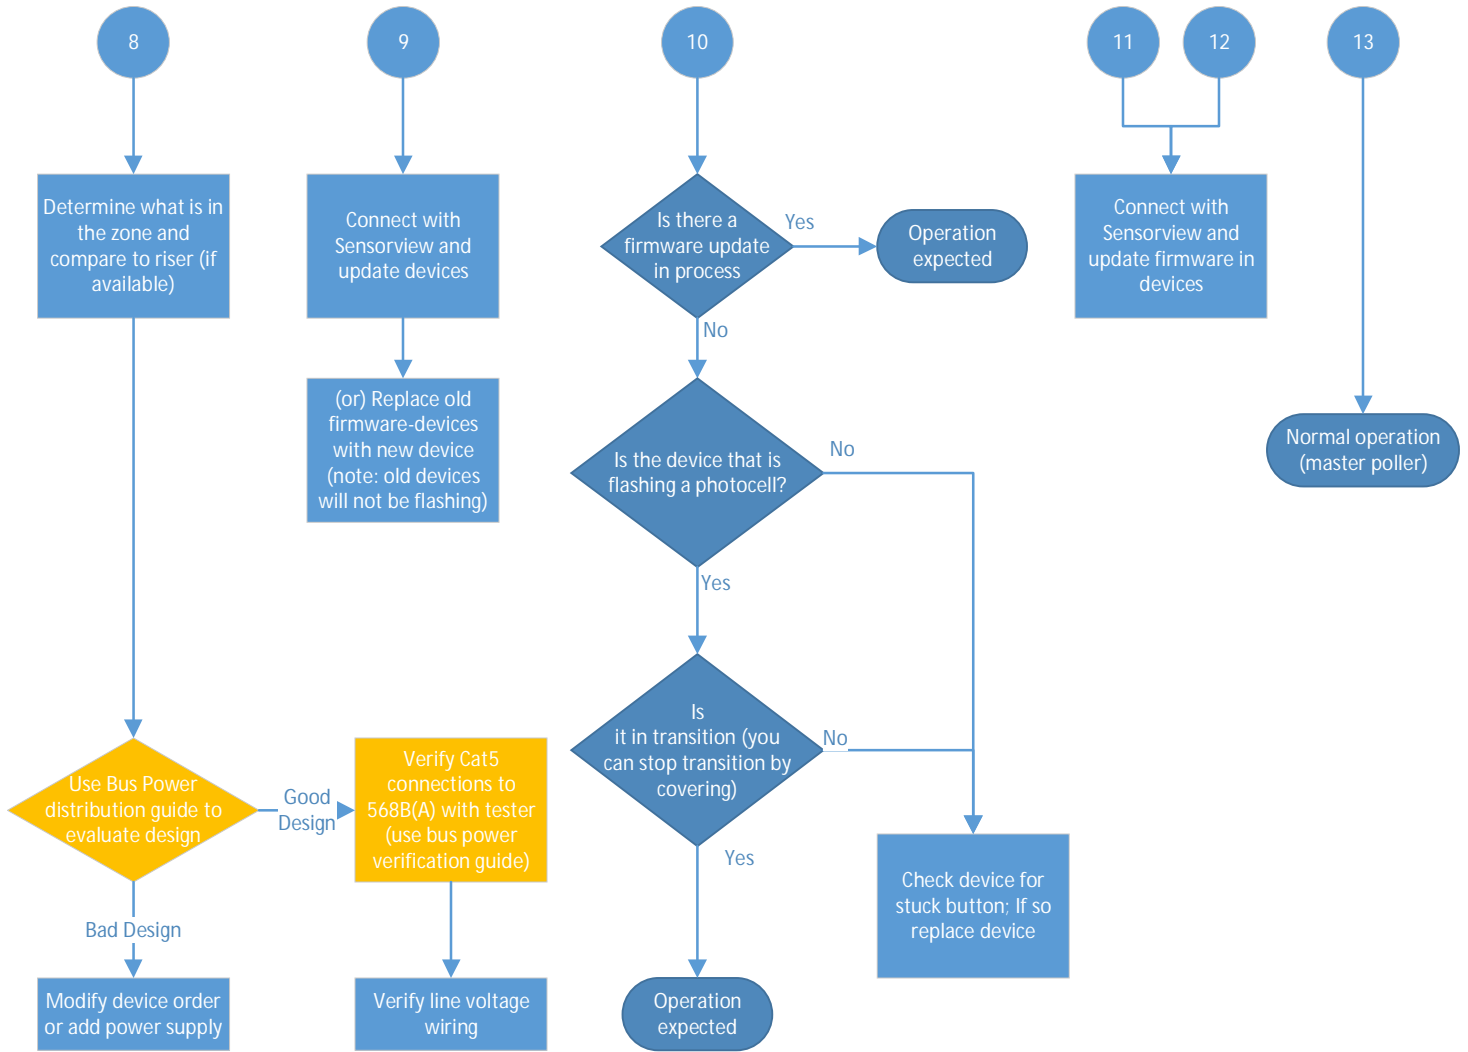 8
9
10
11
12
13
Determine what is in
the zone and
compare to riser (if
available)
Connect with
Sensorview and
update devices
Is there a
firmware update
in process
Yes
Operation
expected
Connect with
Sensorview and
update firmware in
devices
No
(or) Replace old
firmware-devices
with new device
(note: old devices
will not be flashing)
Is the device that is
flashing a photocell?
No
Normal operation
(master poller)
Yes
Is
it in transition (you
can stop transition by
covering)
No
Use Bus Power
distribution guide to
evaluate design
Good
Design
Verify Cat5
connections to
568B(A) with tester
(use bus power
verification guide)
Yes
Check device for
stuck button; If so
replace device
Bad Design
Modify device order
or add power supply
Verify line voltage
wiring
Operation
expected